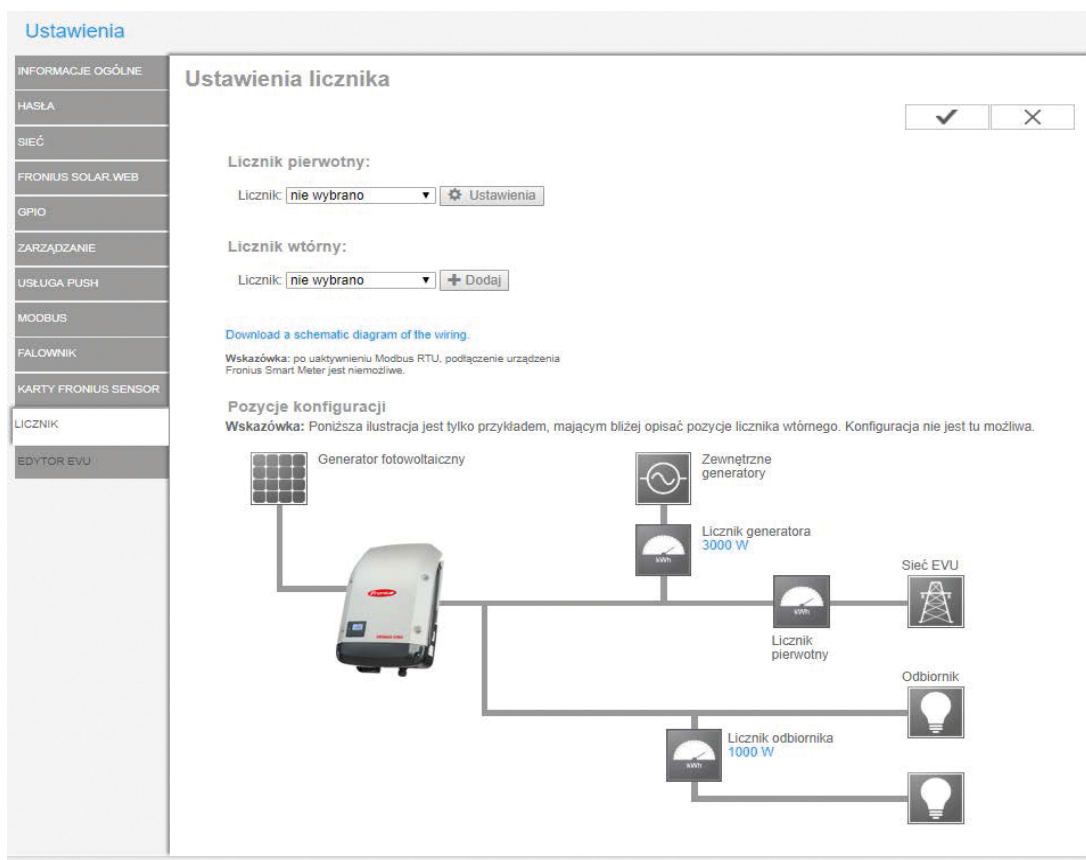 Ustawienia
INFORMACJE OGÓLNE
HASŁA
SIEĆ
FRONIUS SOLAR.WEB
GPIO
ZARZĄDZANIE
USŁUGA PUSH
MODBUS
FALOWNIK
KARTY FRONIUS SENSOR
LICZNIK
EDYTOR EVU
Ustawienia licznika
Licznik pierwotny:
Licznik: nie wybrano ▼ Ustawienia
Licznik wtórny:
Licznik: nie wybrano ▼ Dodaj
Download a schematic diagram of the wiring.
Wskazówka: po uaktywnieniu Modbus RTU, podłączenie urządzenia
Fronius Smart Meter jest niemożliwe.
Pozycje konfiguracji
Wskazówka: Poniższa ilustracja jest tylko przykładem, mającym bliżej opisać pozycje licznika wtórnego. Konfiguracja nie jest tu możliwa.
Generator fotowoltaiczny
Zewnętrzne
generatory
Licznik generatora
3000 W
kWh
Sieć EVU
kWh
Licznik
pierwotny
Fronius
Odbiornik
Licznik odbiornika
1000 W
kWh